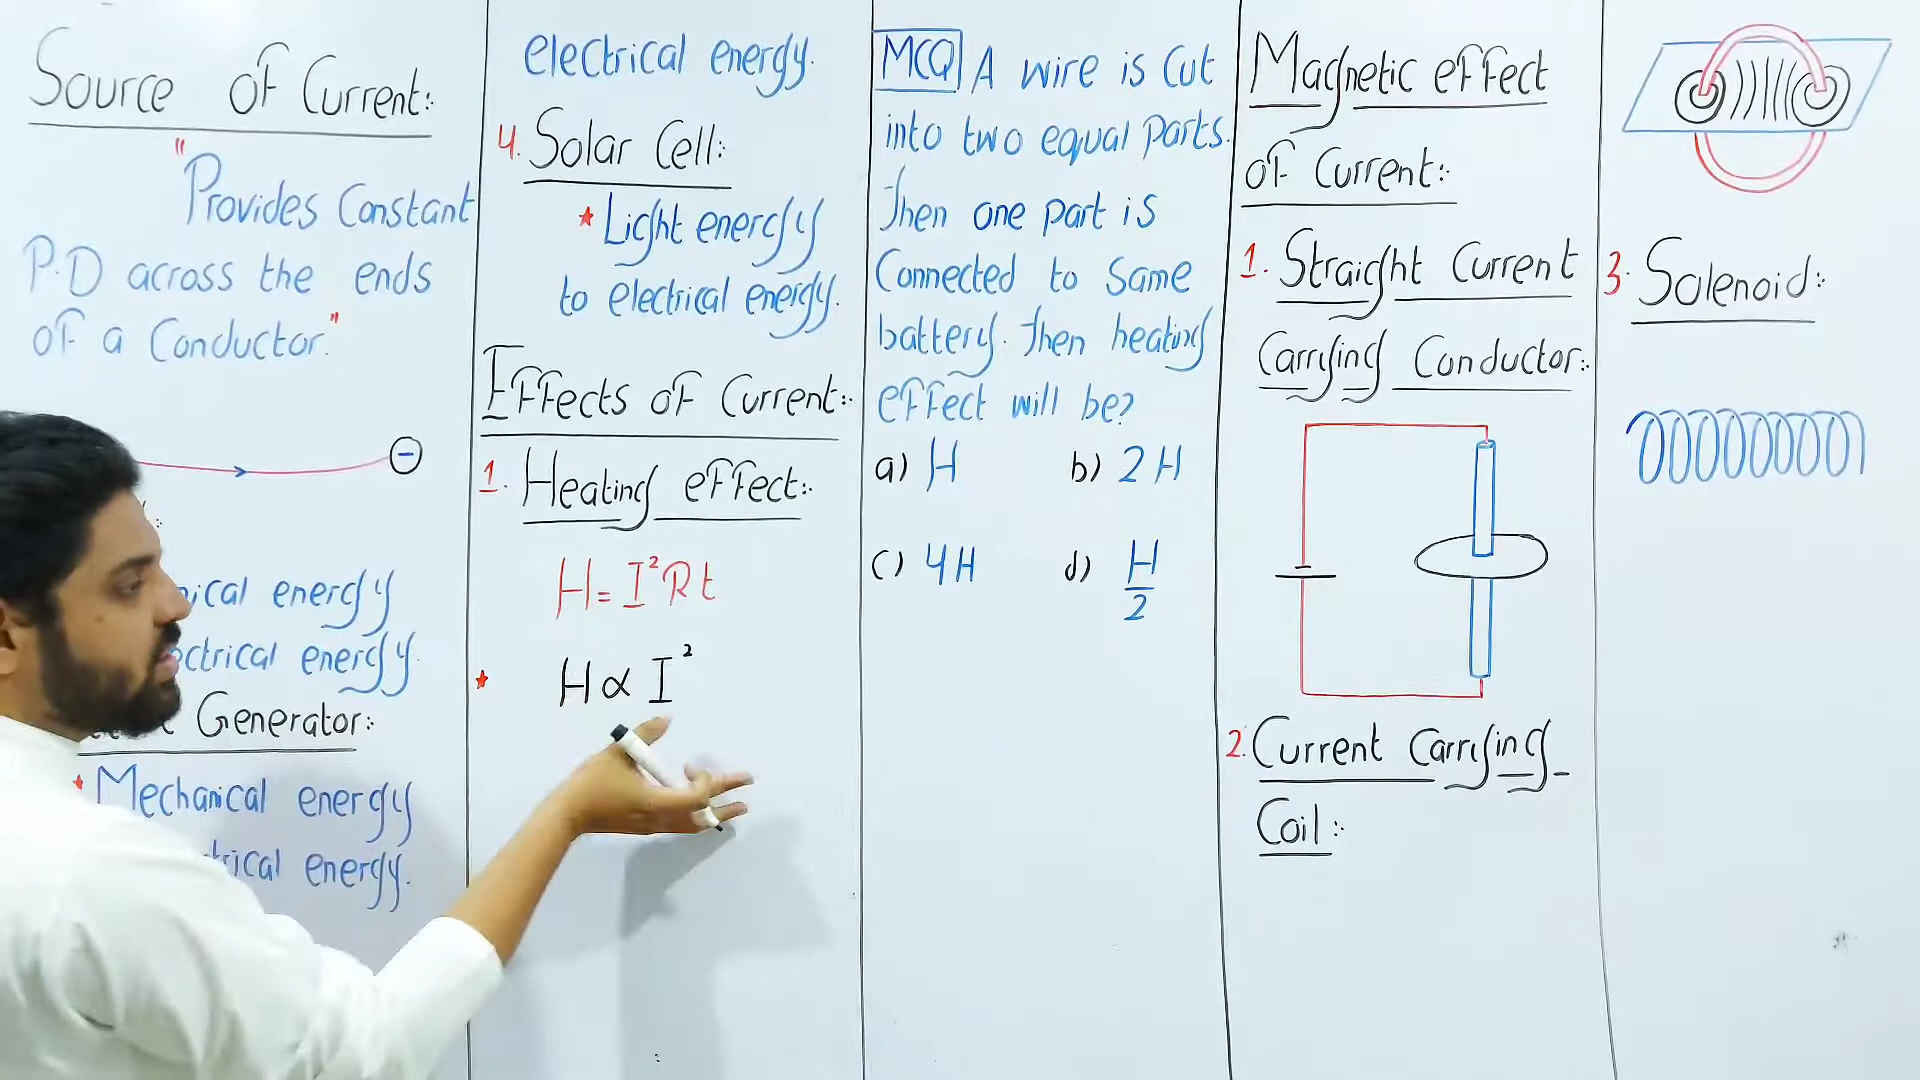 Source of Current:
"Provides Constant
P.D across the ends
of a Conductor."
-
ical energy
ctrical energy.
Generator:
* Mechanical energy
trical energy.
electrical energy.
4. Solar Cell:
* Light energy
to electrical energy.
Effects of Current:
1. Heating effect:
H = I²Rt
* H ∝ I²
MCQ A wire is Cut
into two equal Parts.
Then one part is
Connected to Same
battery. Then heating
effect will be?
a) H b) 2H
c) 4H d) H/2
Magnetic effect
of Current:
1. Straight Current
Carrying Conductor:
2. Current Carrying
Coil:
3. Solenoid: